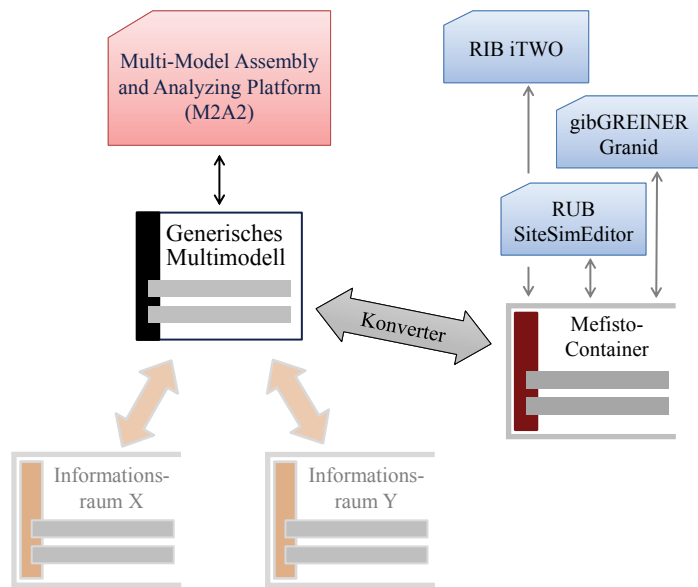 Multi-Model Assembly
and Analyzing Platform
(M2A2)
RIB iTWO
gibGREINER
Granid
RUB
SiteSimEditor
Generisches
Multimodell
Konverter
Mefisto-
Container
Informations-
raum X
Informations-
raum Y